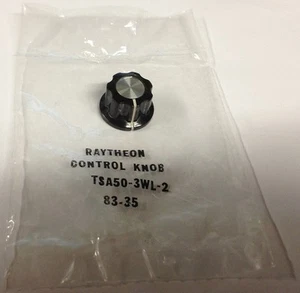 RAYTHEON
CONTROL KNOB
TSA50-3WL-2
83-35